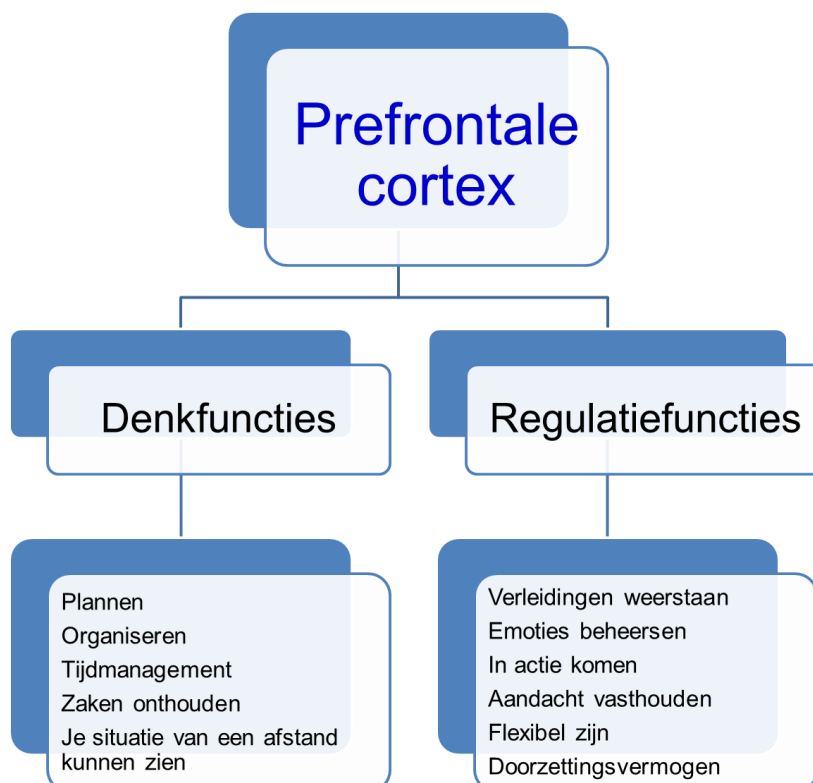 Prefrontale
cortex
Denkfuncties
Regulatiefuncties
Plannen
Organiseren
Tijdmanagement
Zaken onthouden
Je situatie van een afstand
kunnen zien
Verleidingen weerstaan
Emoties beheersen
In actie komen
Aandacht vasthouden
Flexibel zijn
Doorzettingsvermogen